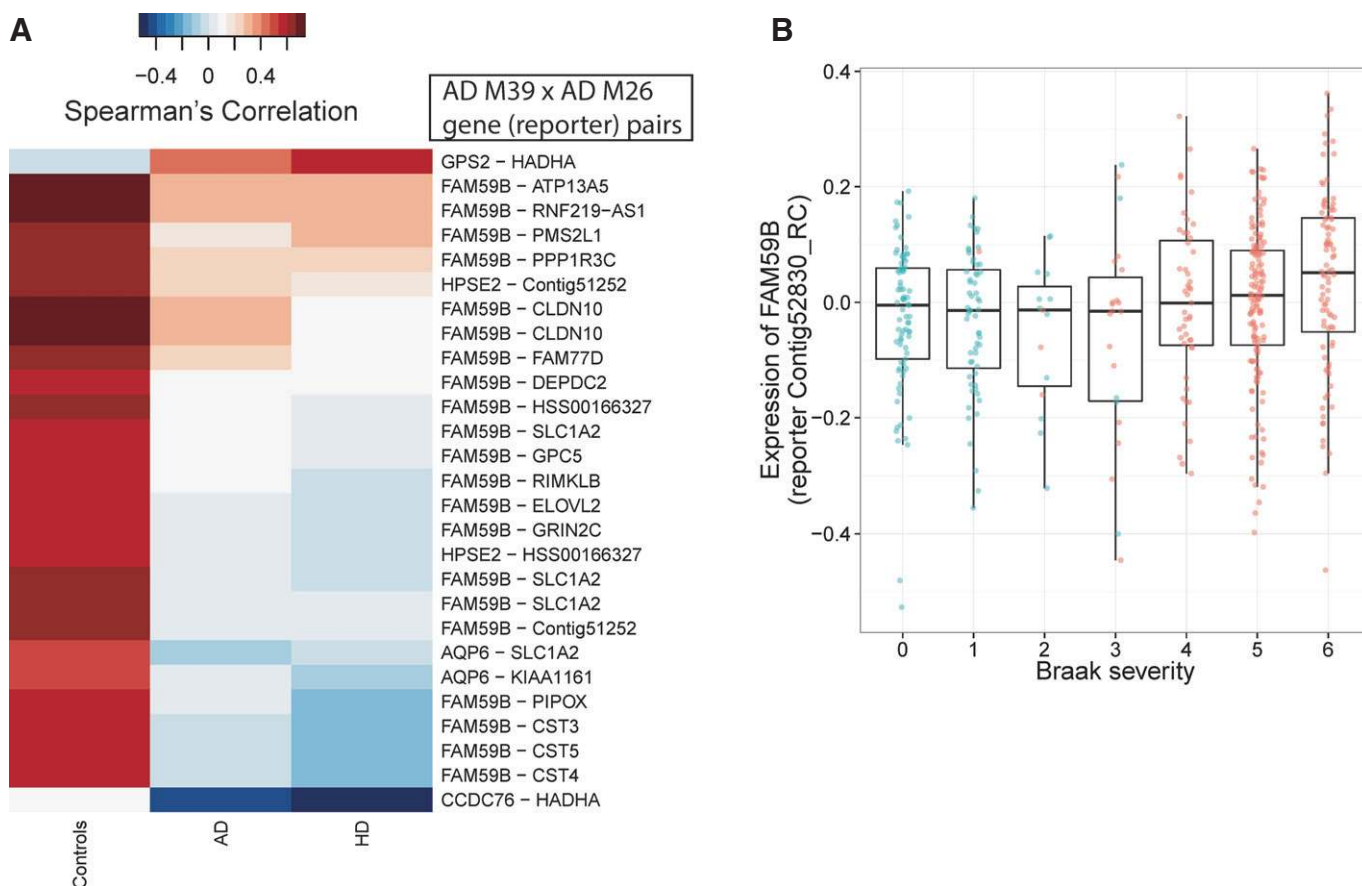 A
−0.4 0 0.4
Spearman's Correlation
AD M39 x AD M26
gene (reporter) pairs
GPS2 − HADHA
FAM59B − ATP13A5
FAM59B − RNF219−AS1
FAM59B − PMS2L1
FAM59B − PPP1R3C
HPSE2 − Contig51252
FAM59B − CLDN10
FAM59B − CLDN10
FAM59B − FAM77D
FAM59B − DEPDC2
FAM59B − HSS00166327
FAM59B − SLC1A2
FAM59B − GPC5
FAM59B − RIMKLB
FAM59B − ELOVL2
FAM59B − GRIN2C
HPSE2 − HSS00166327
FAM59B − SLC1A2
FAM59B − SLC1A2
FAM59B − Contig51252
AQP6 − SLC1A2
AQP6 − KIAA1161
FAM59B − PIPOX
FAM59B − CST3
FAM59B − CST5
FAM59B − CST4
CCDC76 − HADHA
Controls
AD
HD
B
Expression of FAM59B
(reporter Contig52830_RC)
0.4
0.2
0.0
−0.2
−0.4
0 1 2 3 4 5 6
Braak severity